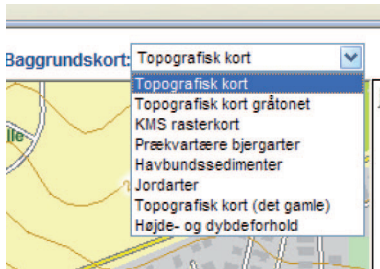 Baggrundskort: Topografisk kort
Topografisk kort
Topografisk kort gråtonet
KMS rasterkort
Prækvartære bjergarter
Havbundssedimenter
Jordarter
Topografisk kort (det gamle)
Højde- og dybdeforhold